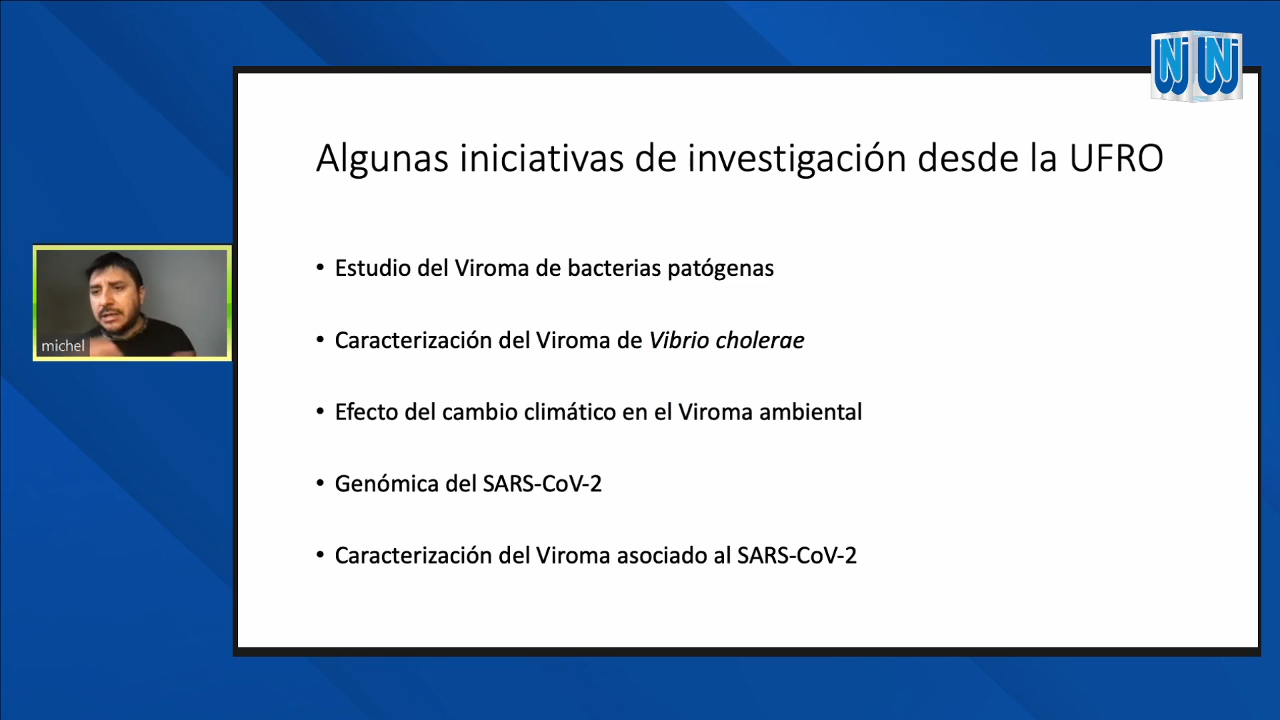 UNJ UNJ
Algunas iniciativas de investigación desde la UFRO
• Estudio del Viroma de bacterias patógenas
• Caracterización del Viroma de Vibrio cholerae
michel
• Efecto del cambio climático en el Viroma ambiental
• Genómica del SARS-CoV-2
• Caracterización del Viroma asociado al SARS-CoV-2